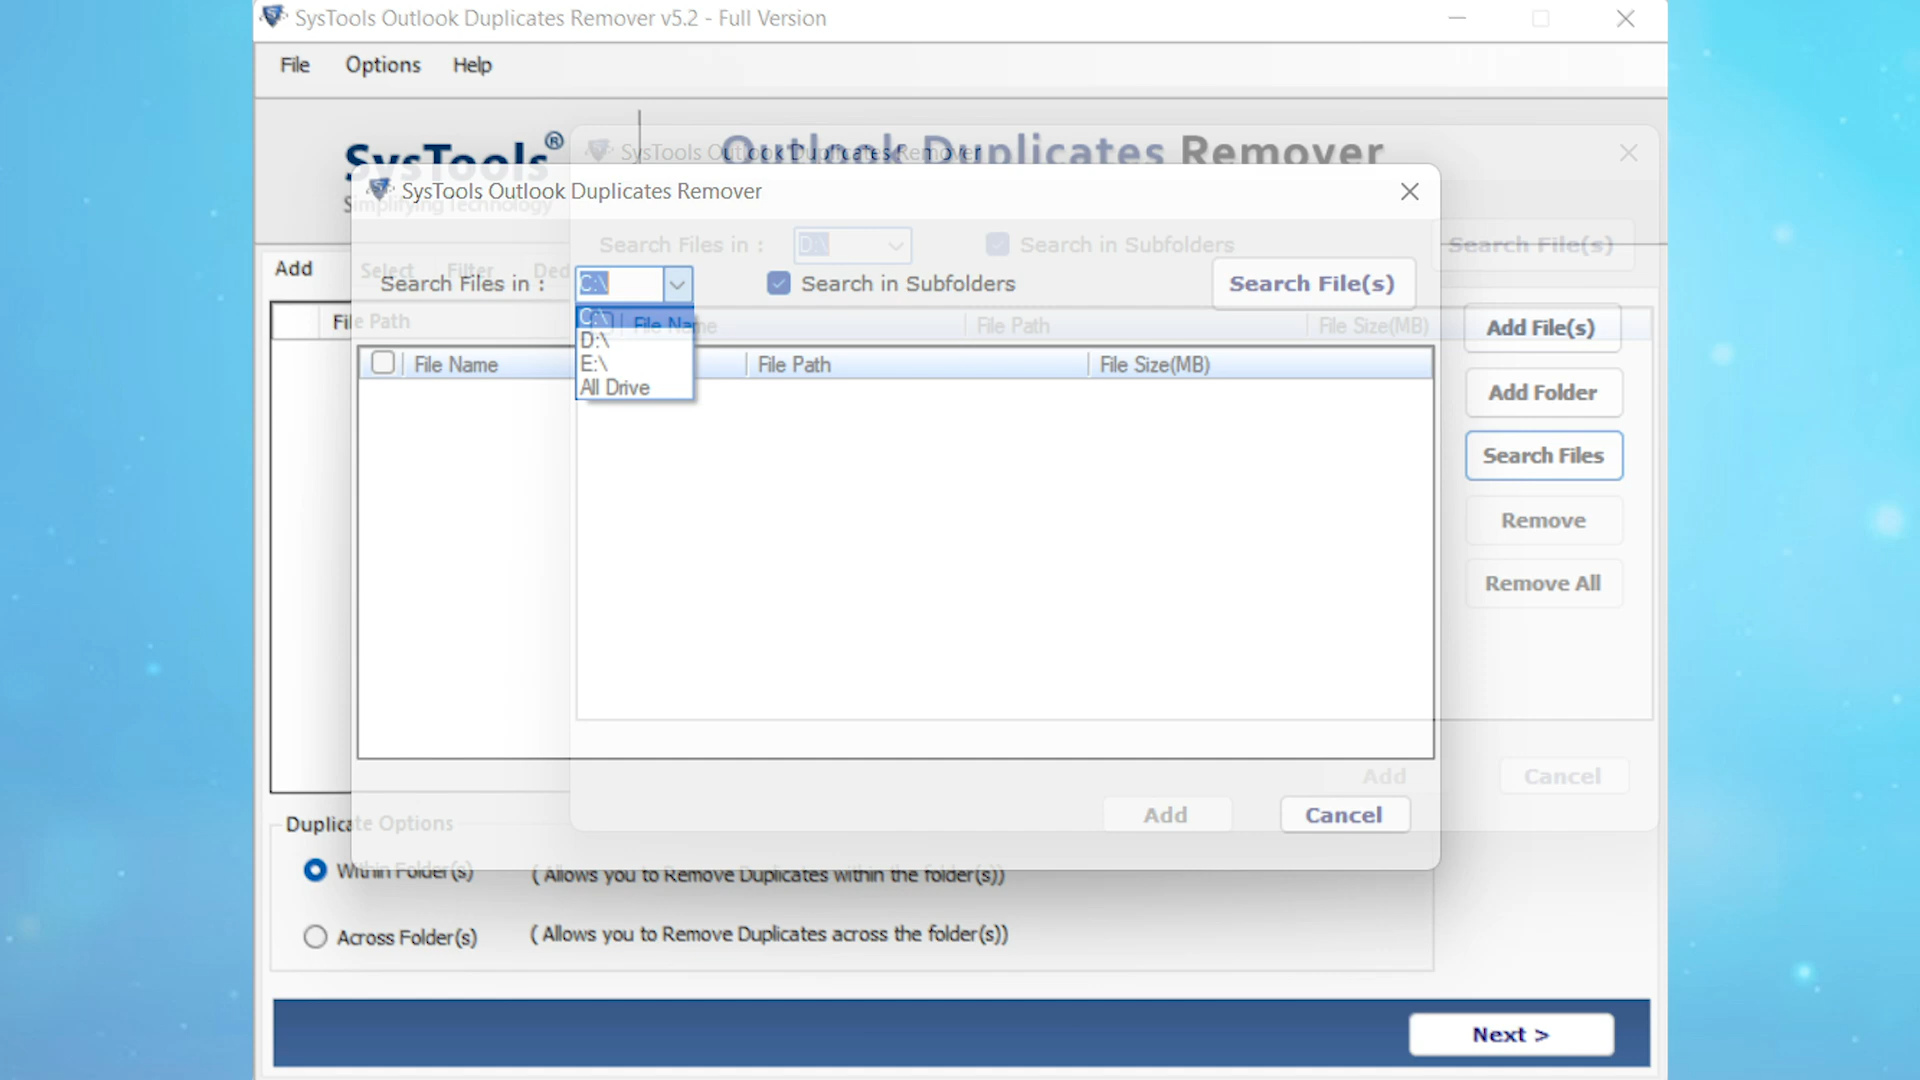 SysTools Outlook Duplicates Remover v5.2 - Full Version
File Options Help
SysTools®
Simplifying Technology
Outlook Duplicates Remover
SysTools Outlook Duplicates Remover
SysTools Outlook Duplicates Remover
Search Files in : D:\ Search in Subfolders Search File(s)
Add Select Filter Ded
Search Files in : C:\ Search in Subfolders Search File(s)
C:\
D:\
E:\
All Drive
File Path
File Name File Path File Size(MB)
File Name File Path File Size(MB)
Add File(s)
Add Folder
Search Files
Remove
Remove All
Add Cancel
Add Cancel
Duplicate Options
Within Folder(s) ( Allows you to Remove Duplicates within the folder(s))
Across Folder(s) ( Allows you to Remove Duplicates across the folder(s))
Next >